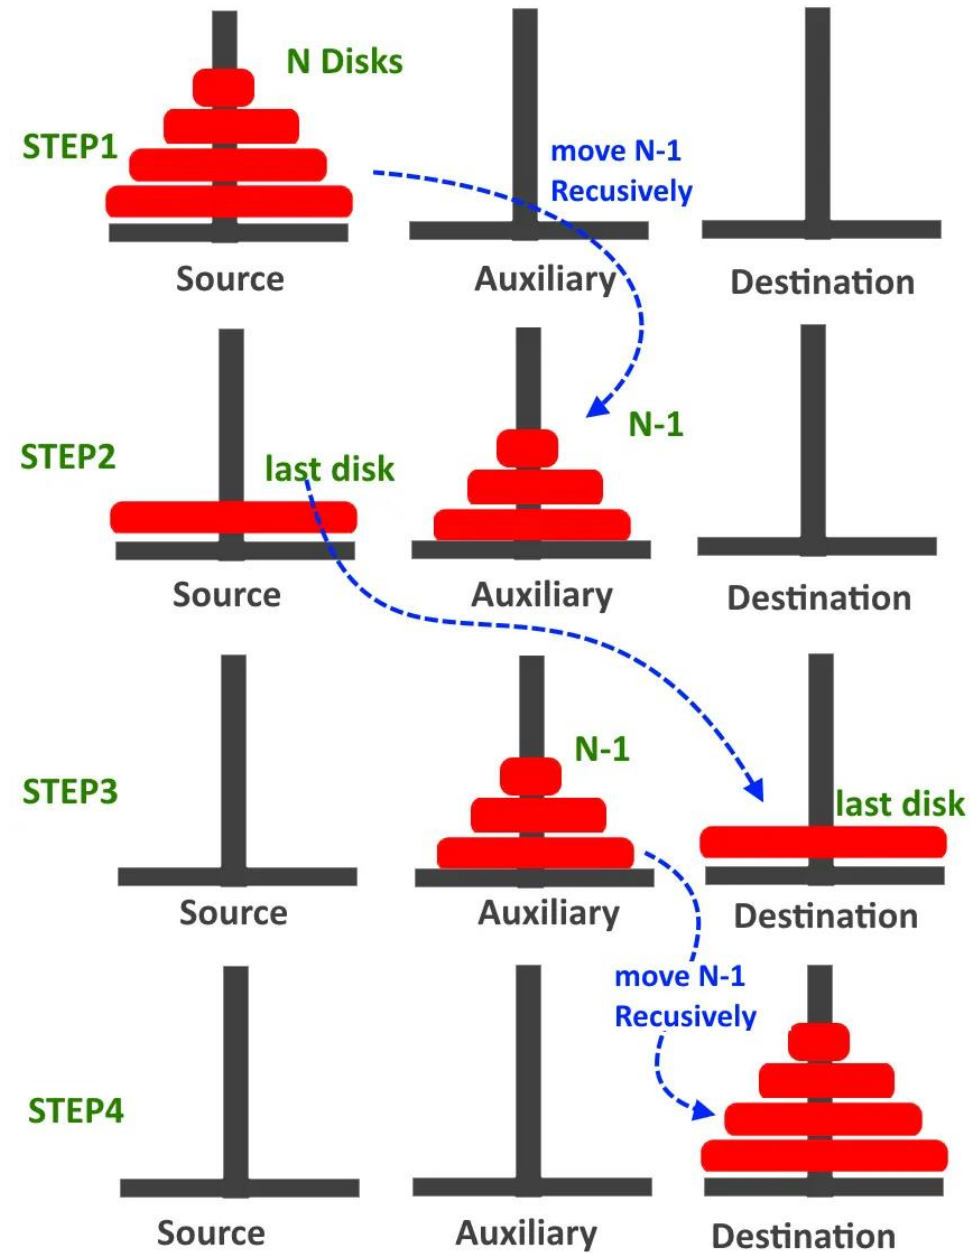 N Disks
STEP1
move N-1
Recusively
Source
Auxiliary
Destination
STEP2
last disk
N-1
Source
Auxiliary
Destination
STEP3
N-1
last disk
Source
Auxiliary
Destination
move N-1
Recusively
STEP4
Source
Auxiliary
Destination